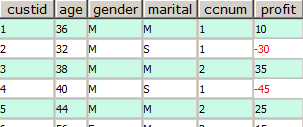 custid age gender marital ccnum profit
1 36 M M 1 10
2 32 M S 1 -30
3 38 M M 2 35
4 40 M S 1 -45
5 44 M M 2 25